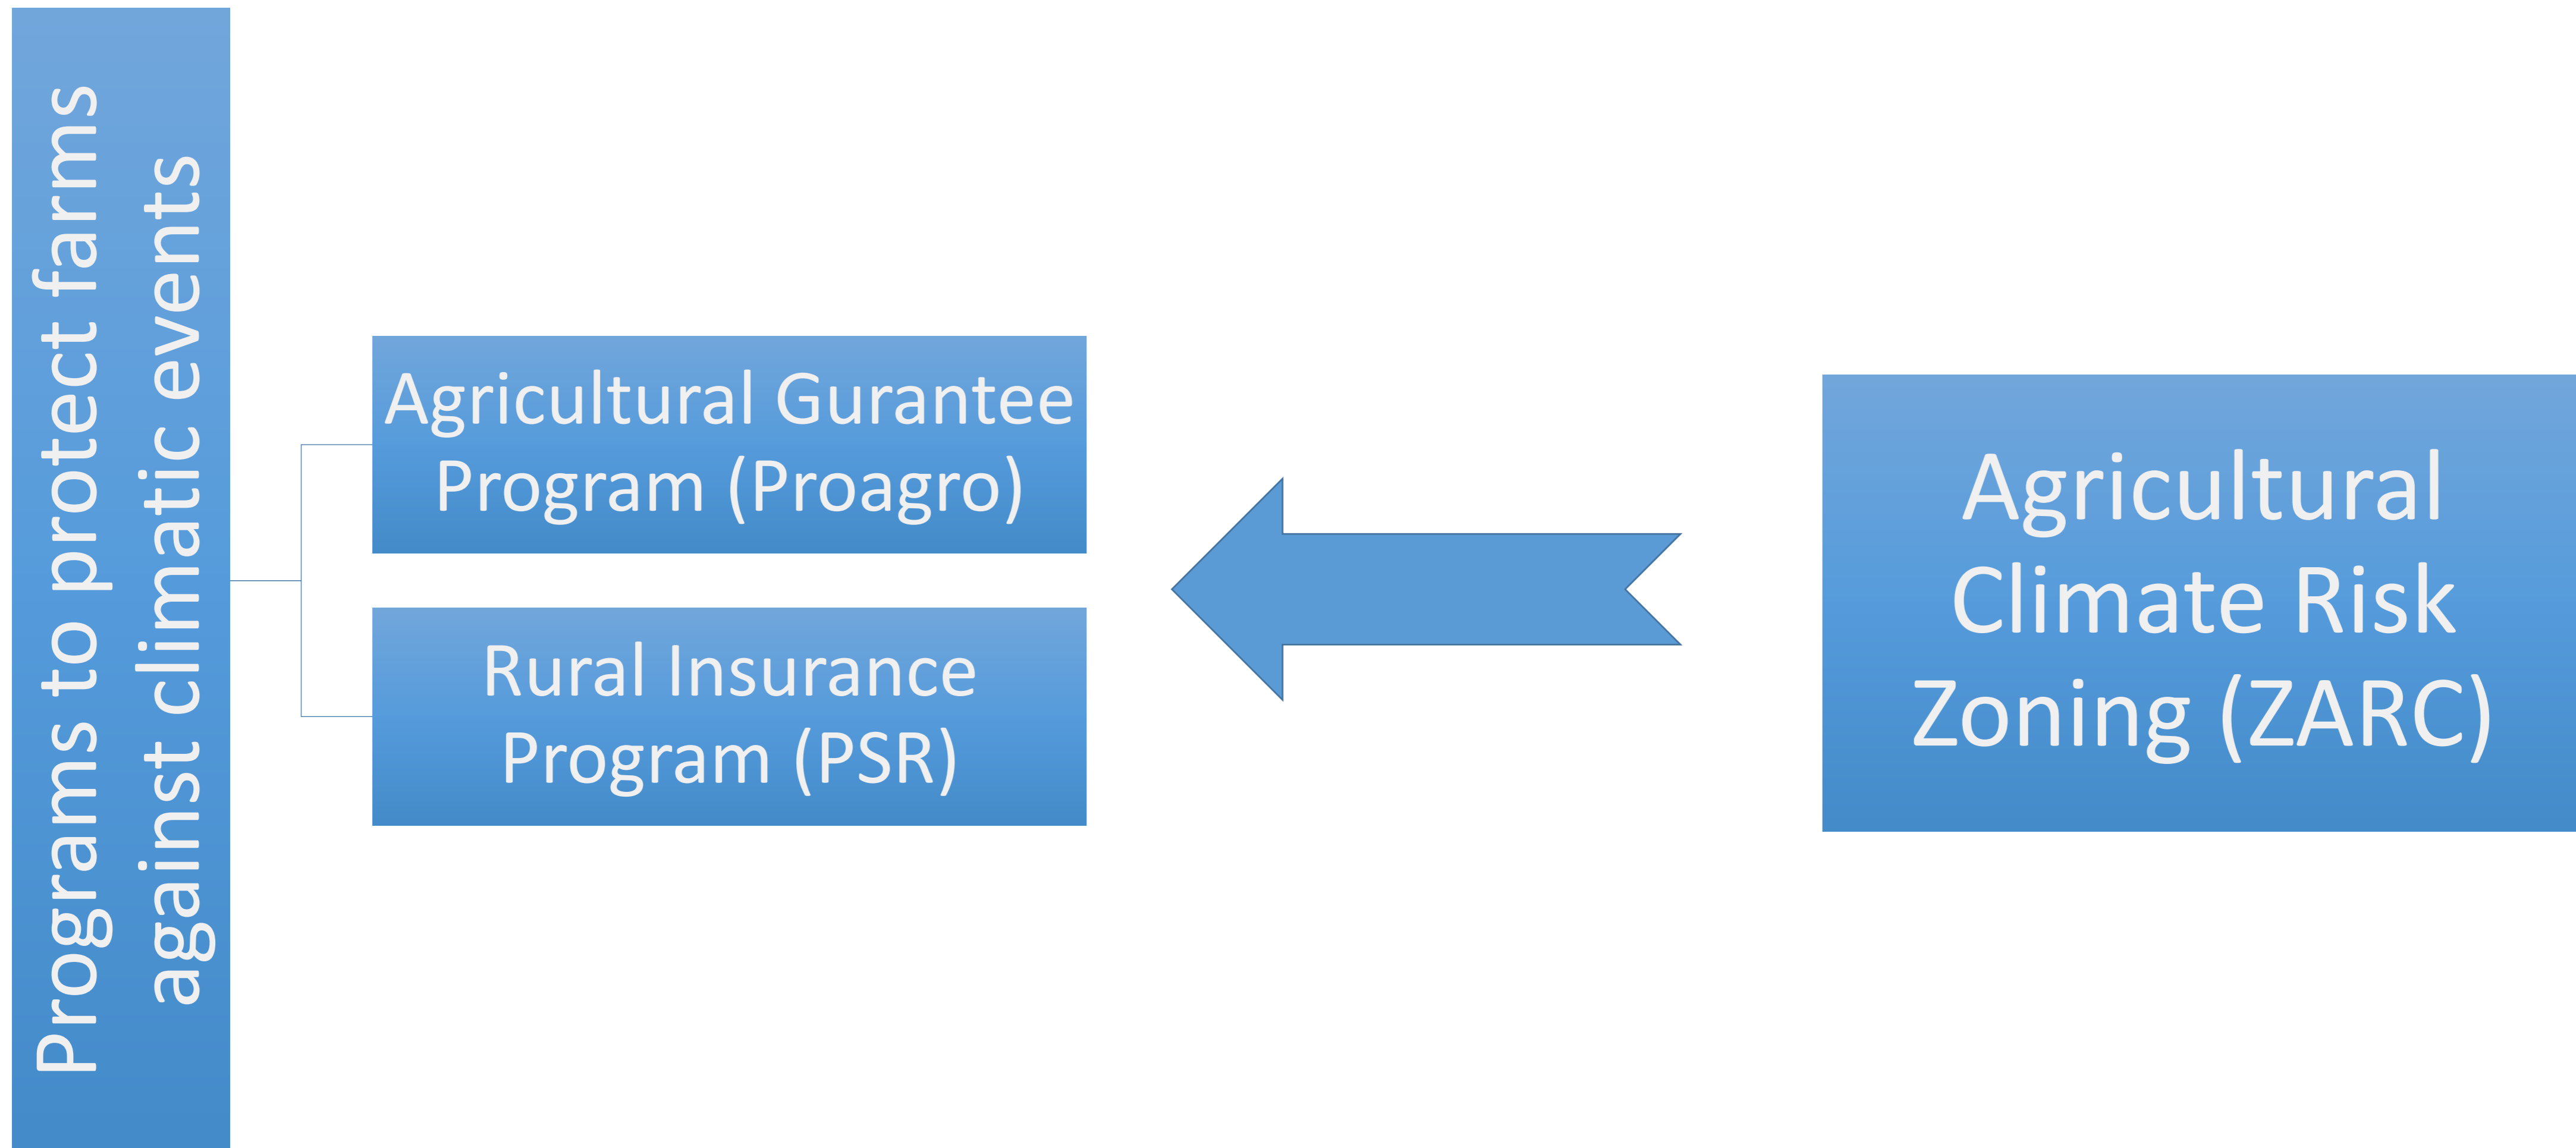 Programs to protect farms
against climatic events
Agricultural Gurantee
Program (Proagro)
Rural Insurance
Program (PSR)
Agricultural
Climate Risk
Zoning (ZARC)